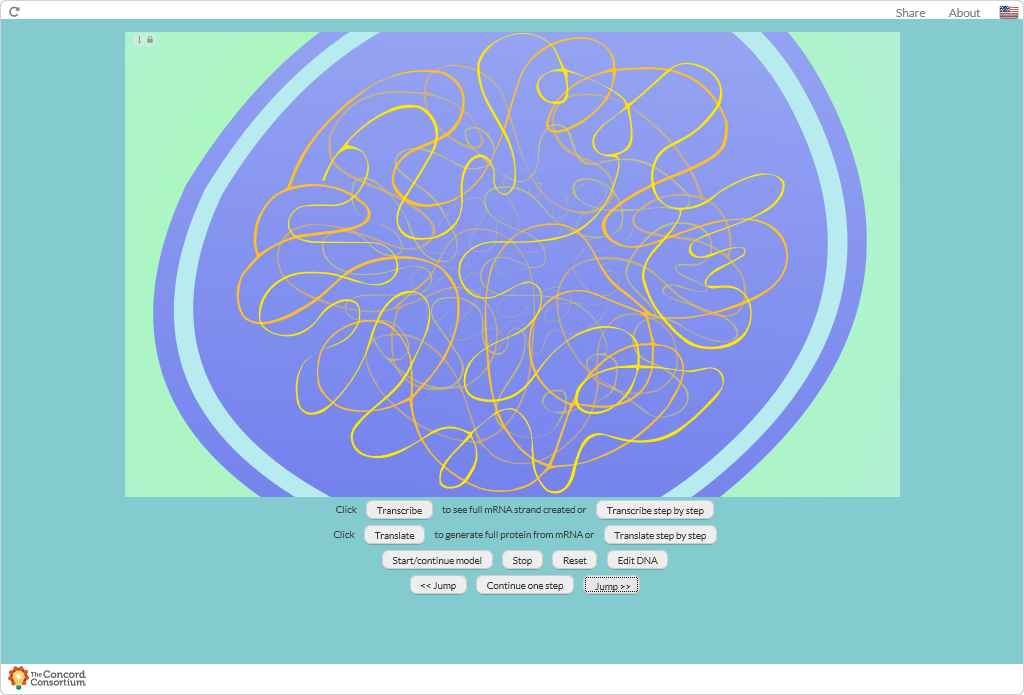 Share About
Click Transcribe to see full mRNA strand created or Transcribe step by step
Click Translate to generate full protein from mRNA or Translate step by step
Start/continue model Stop Reset Edit DNA
<< Jump Continue one step Jump >>
The Concord
Consortium